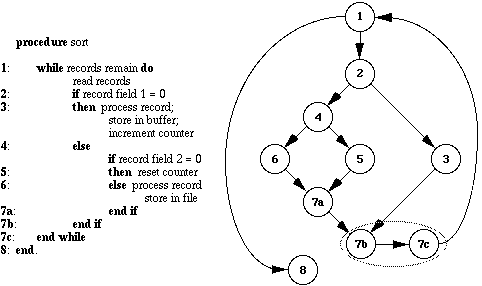 procedure sort
1: while records remain do
read records
2: if record field 1 = 0
3: then process record;
store in buffer;
increment counter
4: else
if record field 2 = 0
5: then reset counter
6: else process record
store in file
7a: end if
7b: end if
7c: end while
8: end.
1
2
4
6
5
3
7a
7b
7c
8